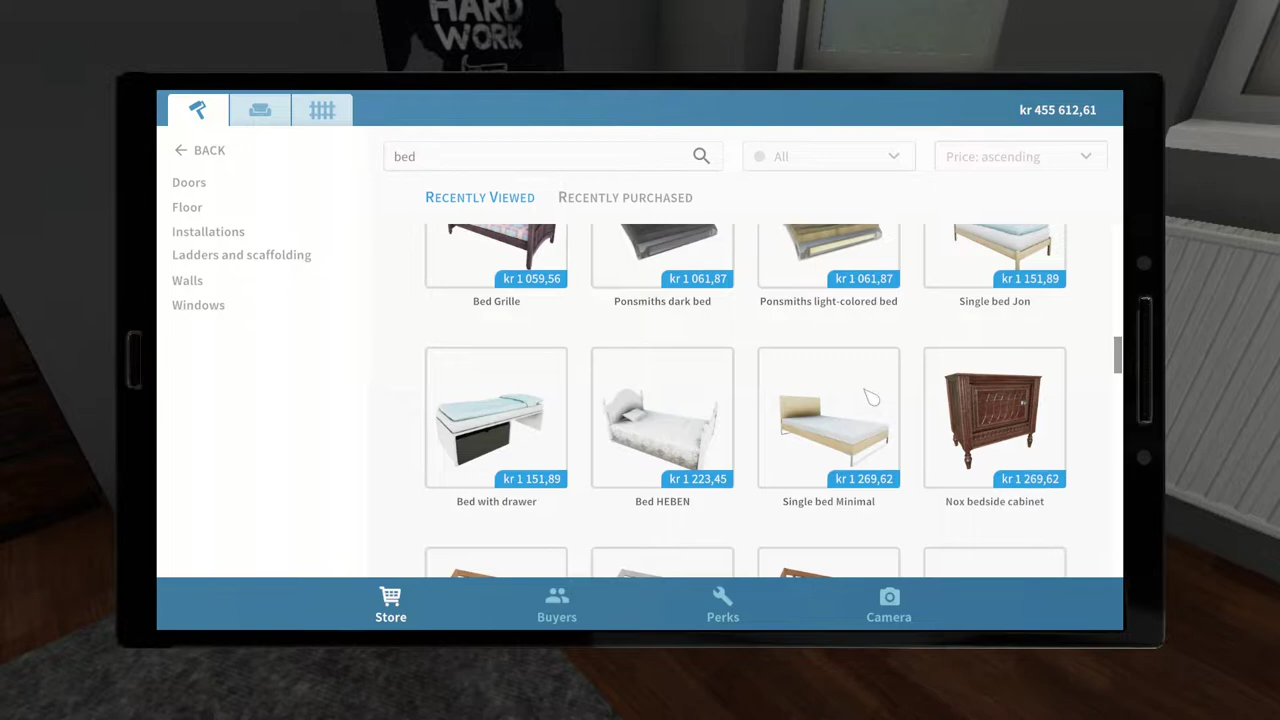 HARD
WORK
kr 455 612,61
BACK
bed
All
Price: ascending
Doors
Floor
Installations
Ladders and scaffolding
Walls
Windows
RECENTLY VIEWED
RECENTLY PURCHASED
kr 1 059,56
kr 1 061,87
kr 1 061,87
kr 1 151,89
Bed Grille
Ponsmiths dark bed
Ponsmiths light-colored bed
Single bed Jon
kr 1 151,89
kr 1 223,45
kr 1 269,62
kr 1 269,62
Bed with drawer
Bed HEBEN
Single bed Minimal
Nox bedside cabinet
Store
Buyers
Perks
Camera